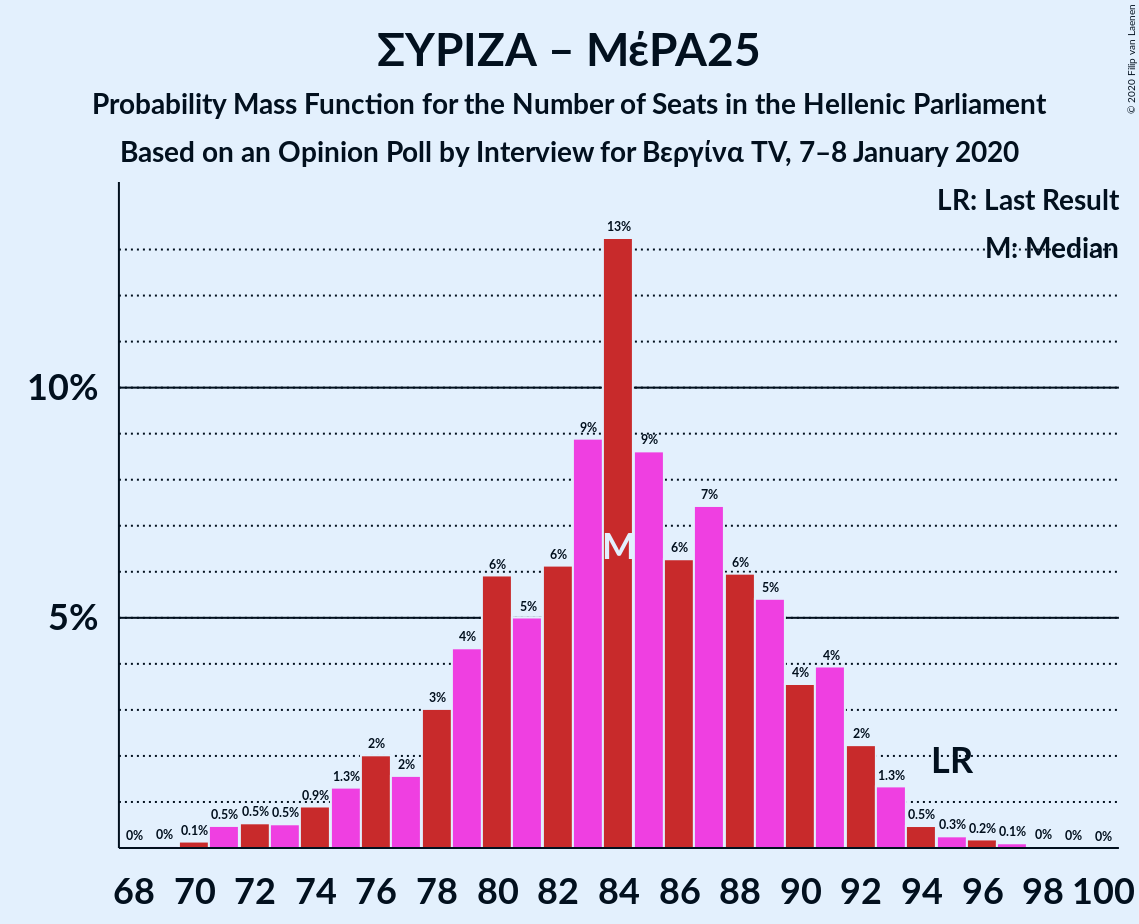 ΣΥΡΙΖΑ – ΜέΡΑ25
Probability Mass Function for the Number of Seats in the Hellenic Parliament
Based on an Opinion Poll by Interview for Βεργίνα TV, 7–8 January 2020
© 2020 Filip van Laenen
LR: Last Result
M: Median
10%
5%
0% 0% 0.1% 0.5% 0.5% 0.5% 0.9% 1.3% 2% 2% 3% 4% 6% 5% 6% 9% 13% 9% 6% 7% 6% 5% 4% 4% 2% 1.3% 0.5% 0.3% 0.2% 0.1% 0% 0% 0%
M
LR
68 70 72 74 76 78 80 82 84 86 88 90 92 94 96 98 100